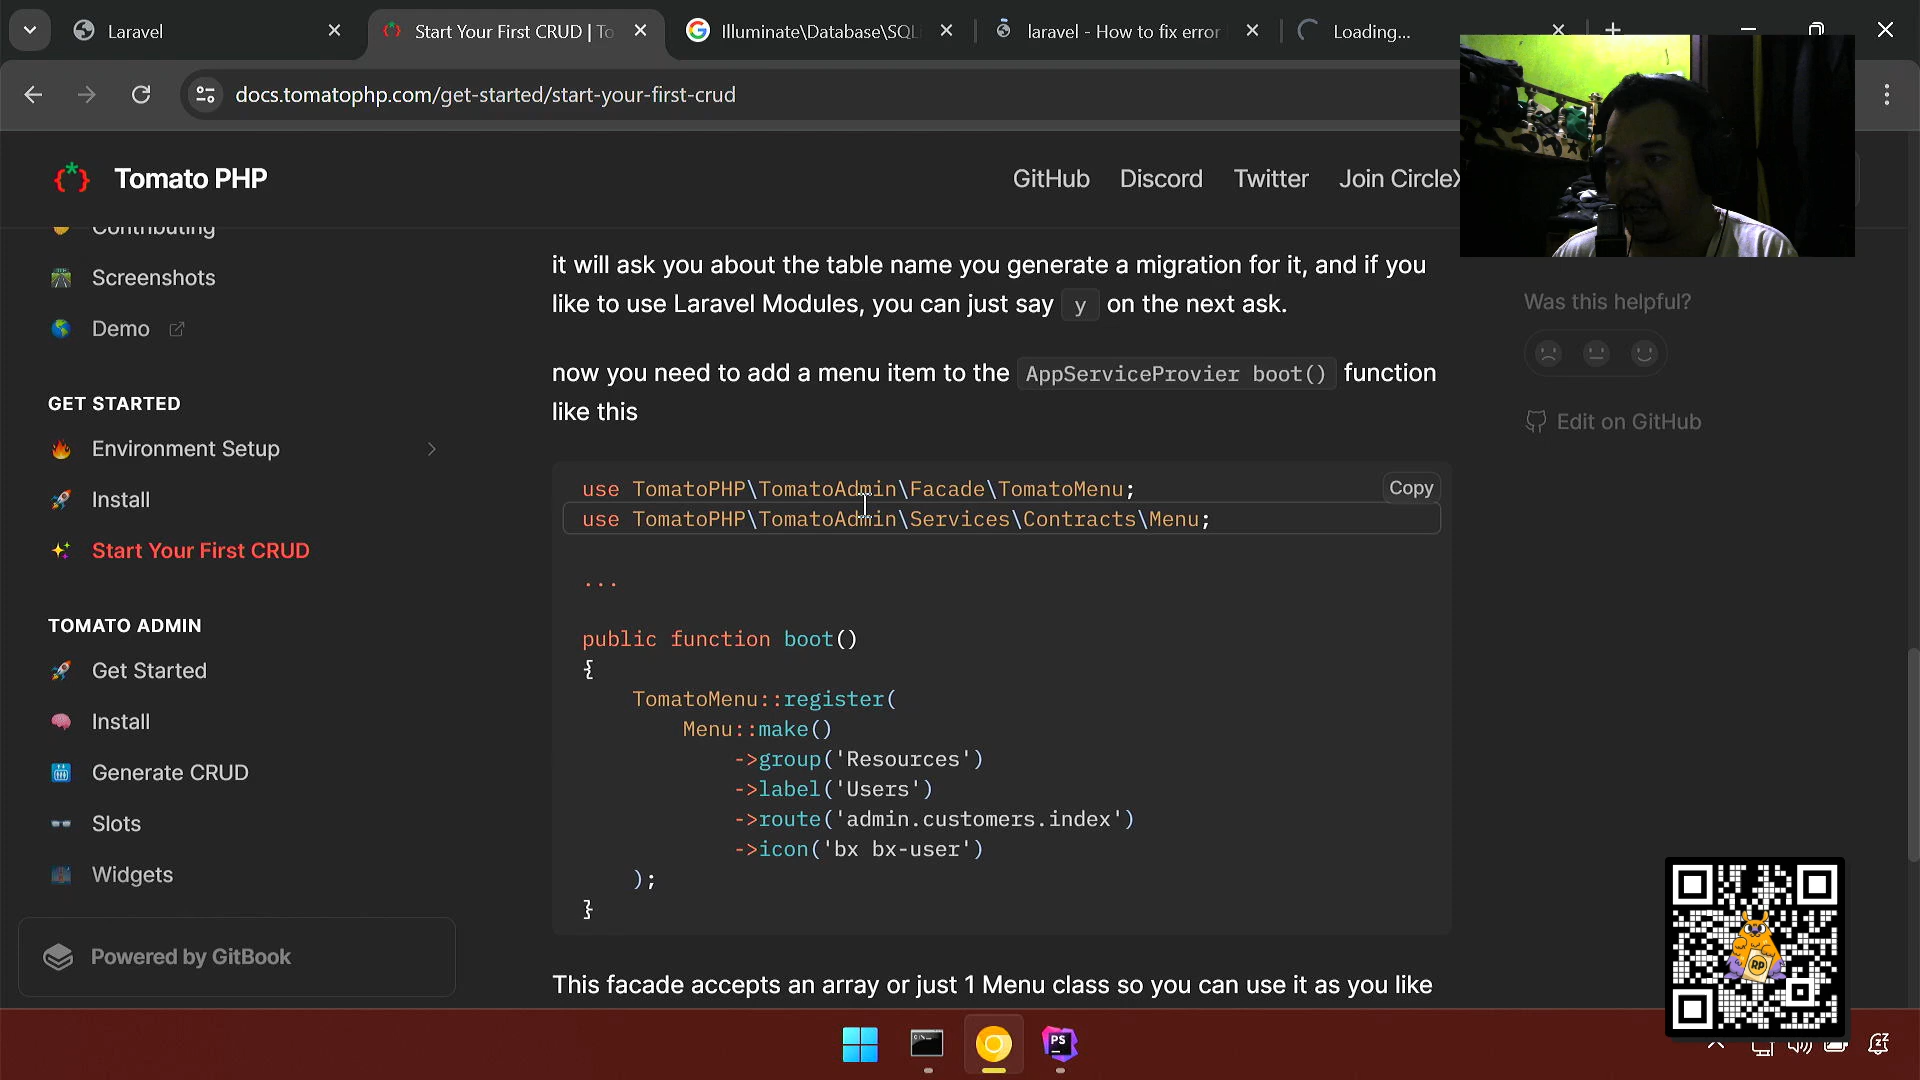 Laravel
Start Your First CRUD | To
Illuminate\Database\SQLi
laravel - How to fix error
Loading...
docs.tomatophp.com/get-started/start-your-first-crud
Tomato PHP
GitHub
Discord
Twitter
Join CircleX
Contributing
Screenshots
Demo
GET STARTED
Environment Setup
Install
Start Your First CRUD
TOMATO ADMIN
Get Started
Install
Generate CRUD
Slots
Widgets
Powered by GitBook
it will ask you about the table name you generate a migration for it, and if you
like to use Laravel Modules, you can just say y on the next ask.
now you need to add a menu item to the AppServiceProvier boot() function
like this
Copy
use TomatoPHP\TomatoAdmin\Facade\TomatoMenu;
use TomatoPHP\TomatoAdmin\Services\Contracts\Menu;
...
public function boot()
{
TomatoMenu::register(
Menu::make()
->group('Resources')
->label('Users')
->route('admin.customers.index')
->icon('bx bx-user')
);
}
This facade accepts an array or just 1 Menu class so you can use it as you like
Was this helpful?
Edit on GitHub
RP
PS